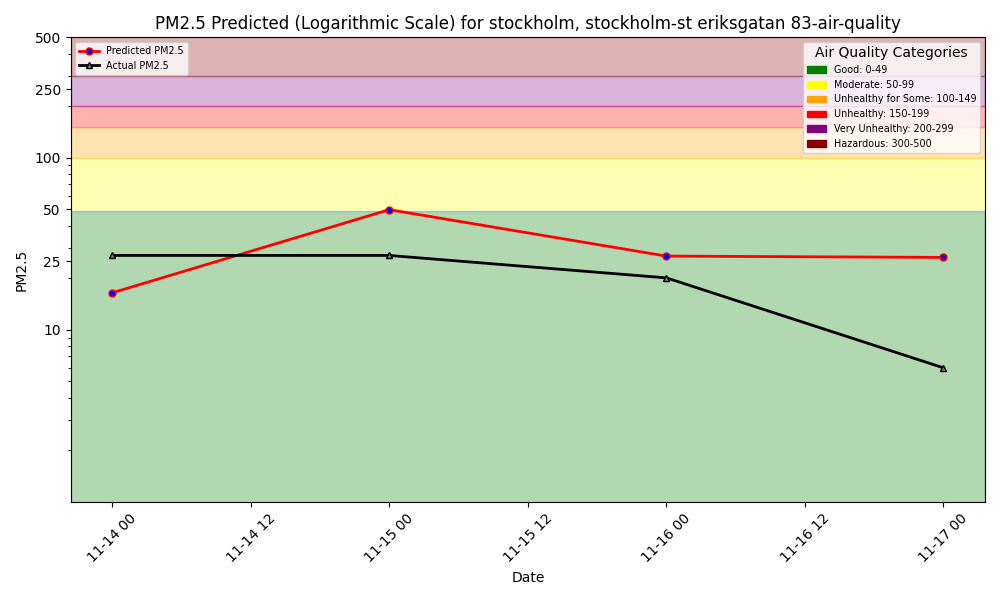 PM2.5 Predicted (Logarithmic Scale) for stockholm, stockholm-st eriksgatan 83-air-quality
Predicted PM2.5
Actual PM2.5
Air Quality Categories
Good: 0-49
Moderate: 50-99
Unhealthy for Some: 100-149
Unhealthy: 150-199
Very Unhealthy: 200-299
Hazardous: 300-500
500
250
100
50
25
10
PM2.5
11-14 00
11-14 12
11-15 00
11-15 12
11-16 00
11-16 12
11-17 00
Date